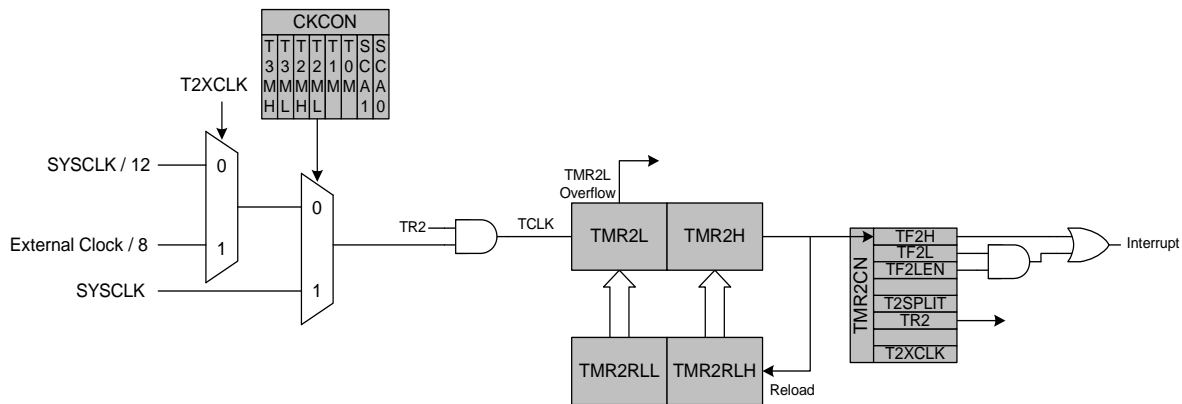 CKCON
T3MH
T3ML
T2MH
T2ML
T1M
T0M
SCA1
SCA0
T2XCLK
SYSCLK / 12
0
External Clock / 8
1
0
SYSCLK
1
TR2
TCLK
TMR2L
Overflow
TMR2L
TMR2H
TMR2RLL
TMR2RLH
Reload
TMR2CN
TF2H
TF2L
TF2LEN
T2SPLIT
TR2
T2XCLK
Interrupt